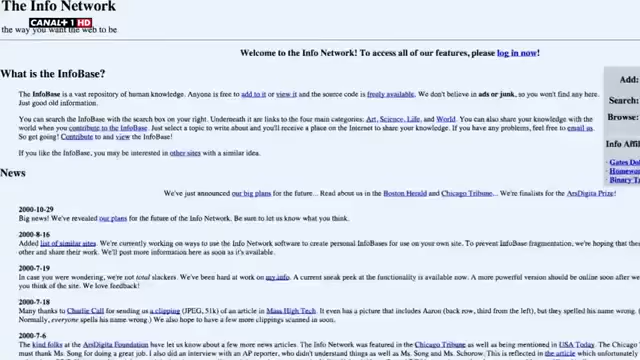 The Info Network
CANAL+ 1 HD
the way you want the web to be
Welcome to the Info Network! To access all of our features, please log in now!
What is the InfoBase?
Add:
The InfoBase is a vast repository of human knowledge. Anyone is free to add to it or view it and the source code is freely available. We don't believe in ads or junk, so you won't find any here.
Just good old information.
Search:
You can search the InfoBase with the search box on your right. Underneath it are links to the four main categories: Art, Science, Life, and World. You can also share your knowledge with the
Browse:
world when you contribute to the InfoBase. Just select a topic to write about and you'll receive a place on the Internet to share your knowledge. If you have any problems, feel free to email us.
So get going! Contribute to and view the InfoBase!
Info Affil
If you like the InfoBase, you may be interested in other sites with a similar idea.
Gates Do
Homewor
News
Binary T
We've just announced our big plans for the future... Read about us in the Boston Herald and Chicago Tribune... We're finalists for the ArsDigita Prize!
2000-10-29
Big news! We've revealed our plans for the future of the Info Network. Be sure to let us know what you think.
2000-8-16
Added list of similar sites. We're currently working on ways to use the Info Network software to create personal InfoBases for use on your own site. To prevent InfoBase fragmentation, we're hoping that the
other and share their work. We'll post more information here as soon as it's available.
2000-7-19
In case you were wondering, we're not total slackers. We've been hard at work on my.info. A current sneak peek at the functionality is available now. A more powerful version should be online soon after we
you think of the site. We love feedback!
2000-7-18
Many thanks to Charlie Call for sending us a clipping (JPEG, 51k) of an article in Mass High Tech. It even has a picture that includes Aaron (back row, third from the left), but they spelled his name wrong. (
Normally, everyone spells his name wrong.) We also hope to have a few more clippings scanned in soon.
2000-7-6
The kind folks at the ArsDigita Foundation have let us know about a few more news articles. The Info Network was featured in the Chicago Tribune as well as being mentioned in USA Today. The Chicago
must thank Ms. Song for doing a great job. I also did an interview with an AP reporter, who didn't understand things as well as Ms. Song and Ms. Schorow. This is reflected in the article which unfortunatel